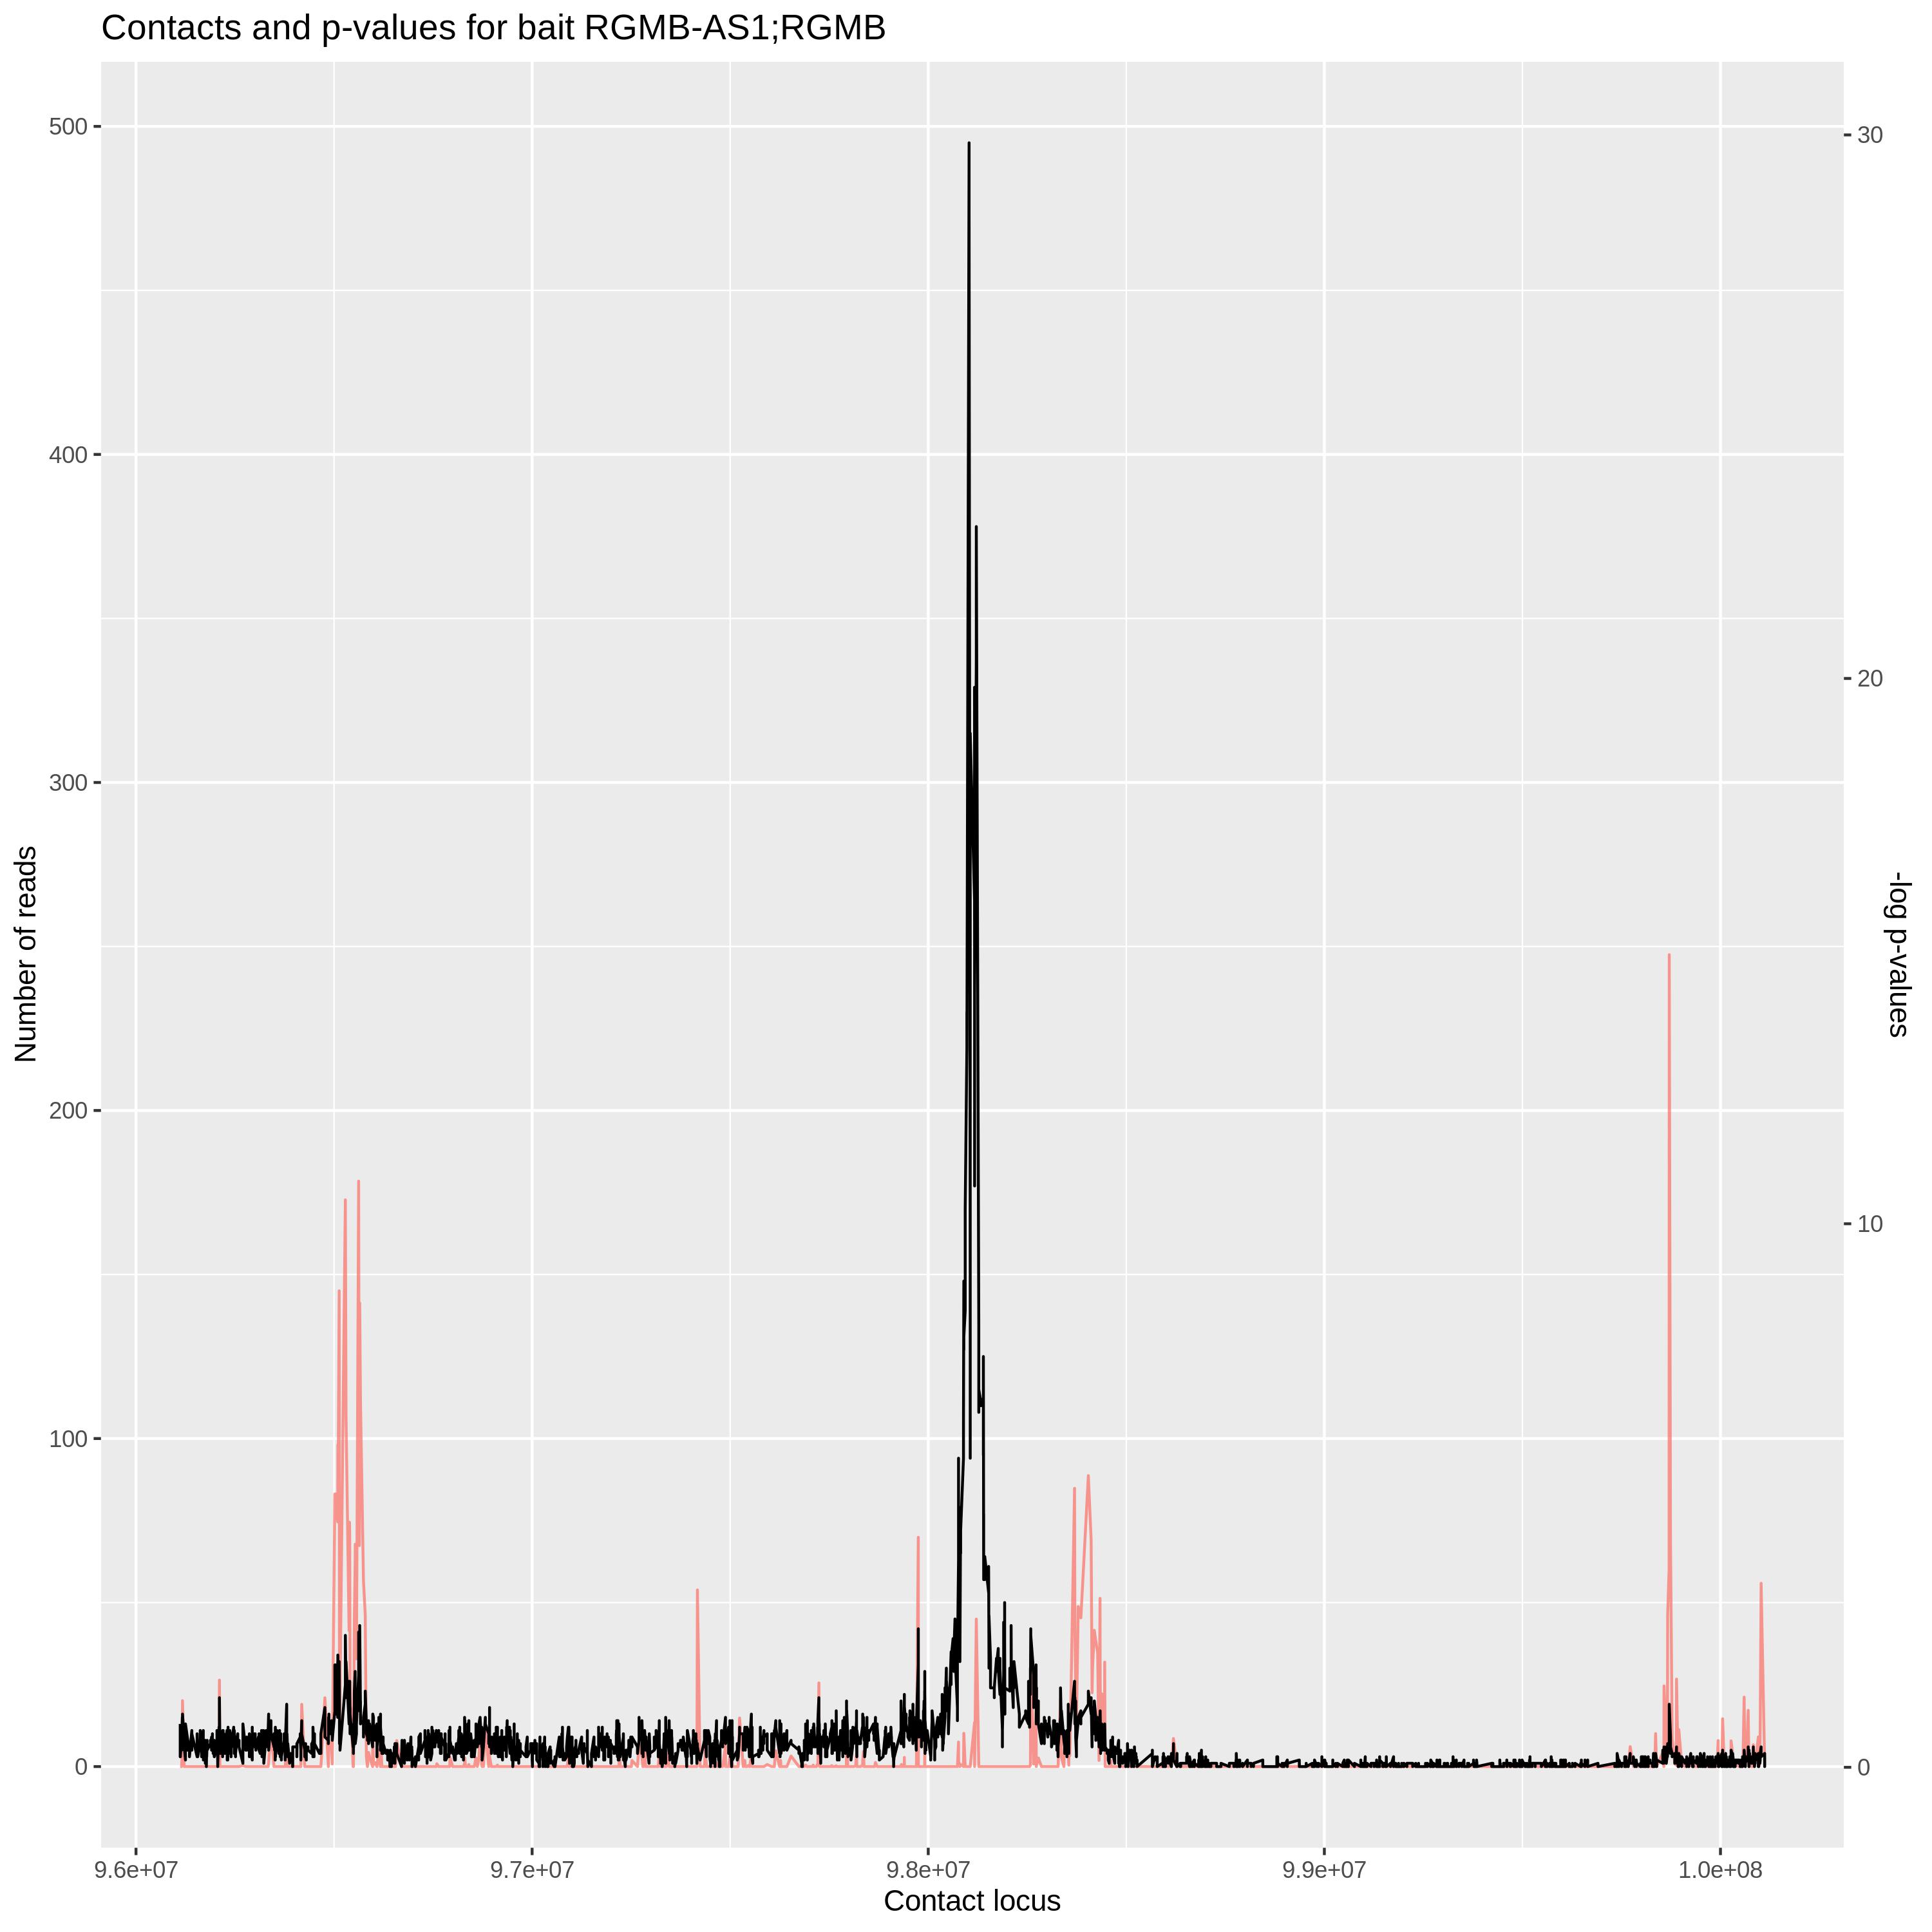 Contacts and p-values for bait RGMB-AS1;RGMB
500
400
300
200
100
0
Number of reads
30
20
10
0
-log p-values
9.6e+07
9.7e+07
9.8e+07
9.9e+07
1.0e+08
Contact locus